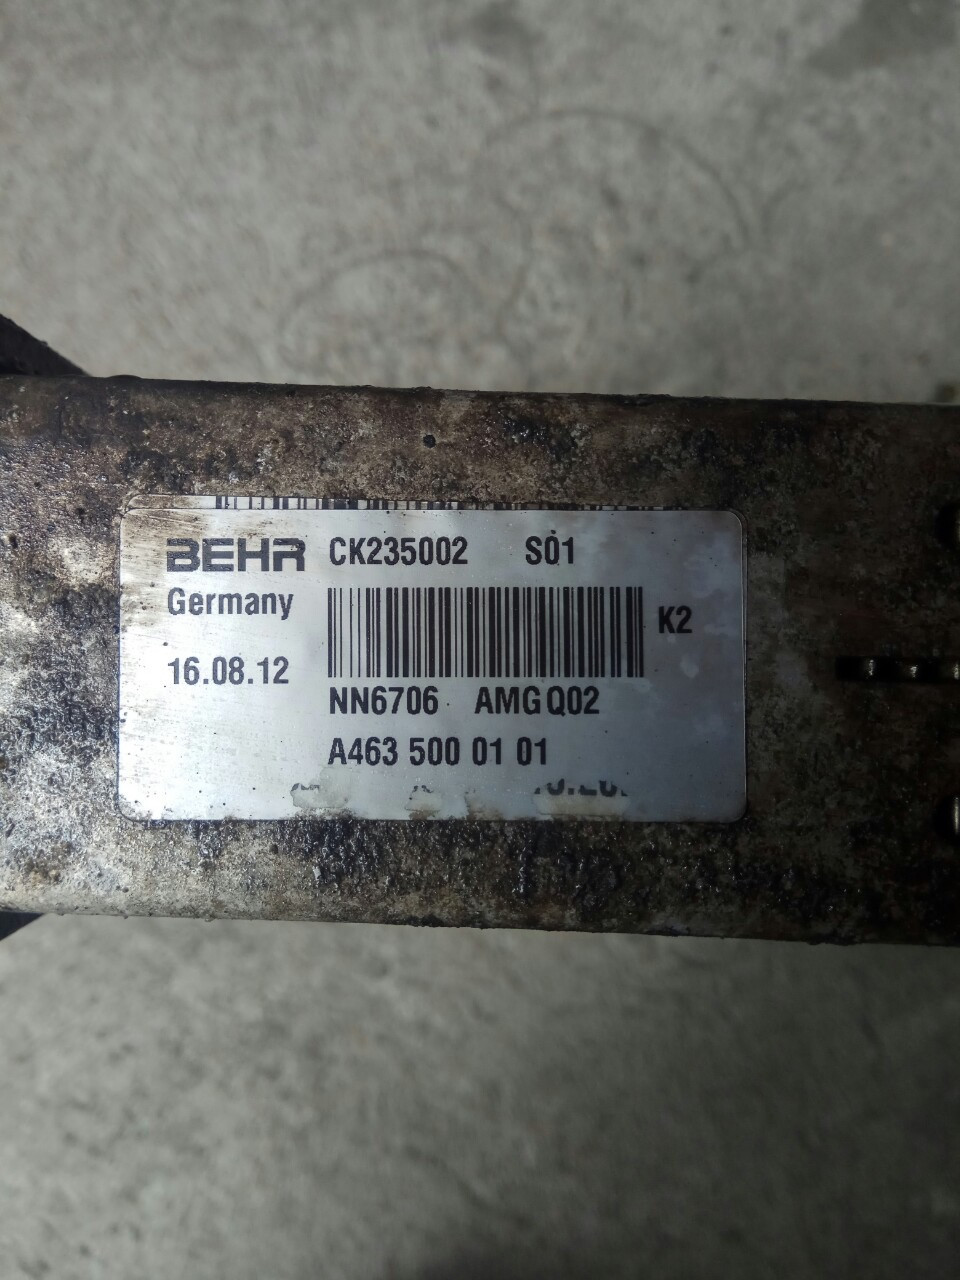 BEHR CK235002 S01
Germany
K2
16.08.12
NN6706 AMG Q02
A463 500 01 01